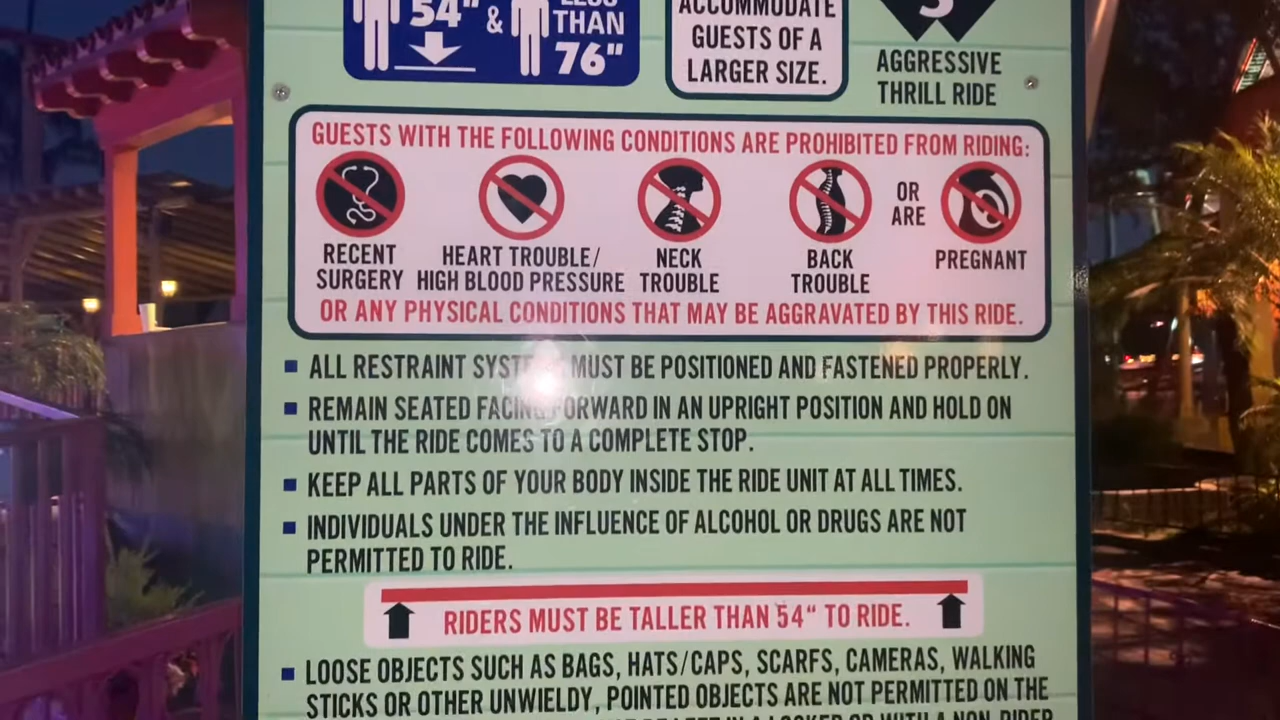 54" &
THAN
76"
ACCOMMODATE
GUESTS OF A
LARGER SIZE.
AGGRESSIVE
THRILL RIDE
GUESTS WITH THE FOLLOWING CONDITIONS ARE PROHIBITED FROM RIDING:
RECENT
SURGERY
HEART TROUBLE/
HIGH BLOOD PRESSURE
NECK
TROUBLE
BACK
TROUBLE
OR
ARE
PREGNANT
OR ANY PHYSICAL CONDITIONS THAT MAY BE AGGRAVATED BY THIS RIDE.
ALL RESTRAINT MUST BE POSITIONED AND FASTENED PROPERLY.
REMAIN SEATED FACING FORWARD IN AN UPRIGHT POSITION AND HOLD ON
UNTIL THE RIDE COMES TO A COMPLETE STOP.
KEEP ALL PARTS OF YOUR BODY INSIDE THE RIDE UNIT AT ALL TIMES.
INDIVIDUALS UNDER THE INFLUENCE OF ALCOHOL OR DRUGS ARE NOT
PERMITTED TO RIDE.
RIDERS MUST BE TALLER THAN 54" TO RIDE.
LOOSE OBJECTS SUCH AS BAGS, HATS/CAPS, SCARFS, CAMERAS, WALKING
STICKS OR OTHER UNWIELDY, POINTED OBJECTS ARE NOT PERMITTED ON THE